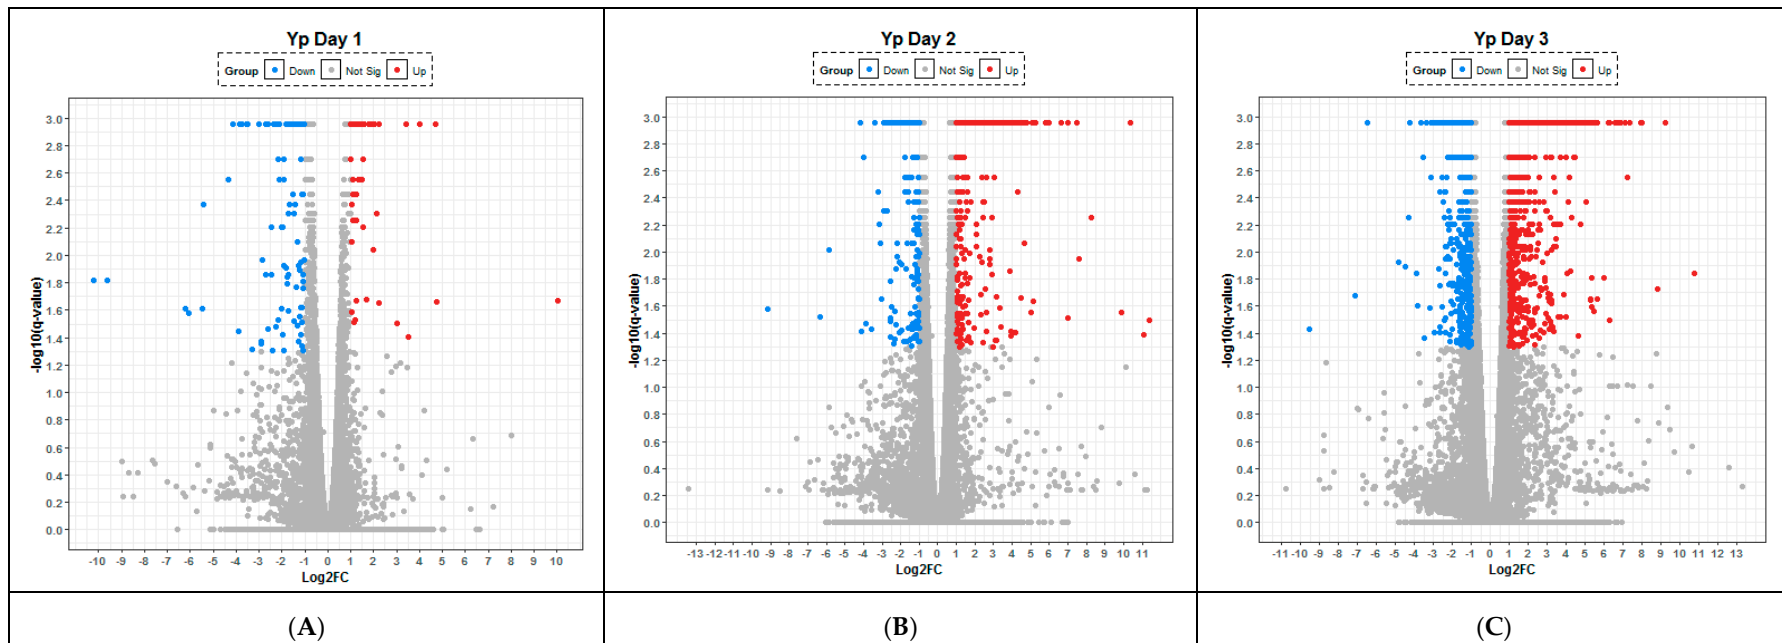 Yp Day 1
Group Down Not Sig Up
-log10(q-value)
3.0
2.8
2.6
2.4
2.2
2.0
1.8
1.6
1.4
1.2
1.0
0.8
0.6
0.4
0.2
0.0
-10 -9 -8 -7 -6 -5 -4 -3 -2 -1 0 1 2 3 4 5 6 7 8 9 10
Log2FC
(A)
Yp Day 2
Group Down Not Sig Up
-log10(q-value)
3.0
2.8
2.6
2.4
2.2
2.0
1.8
1.6
1.4
1.2
1.0
0.8
0.6
0.4
0.2
0.0
-13 -12 -11 -10 -9 -8 -7 -6 -5 -4 -3 -2 -1 0 1 2 3 4 5 6 7 8 9 10 11
Log2FC
(B)
Yp Day 3
Group Down Not Sig Up
-log10(q-value)
3.0
2.8
2.6
2.4
2.2
2.0
1.8
1.6
1.4
1.2
1.0
0.8
0.6
0.4
0.2
0.0
-11 -10 -9 -8 -7 -6 -5 -4 -3 -2 -1 0 1 2 3 4 5 6 7 8 9 10 11 12 13
Log2FC
(C)